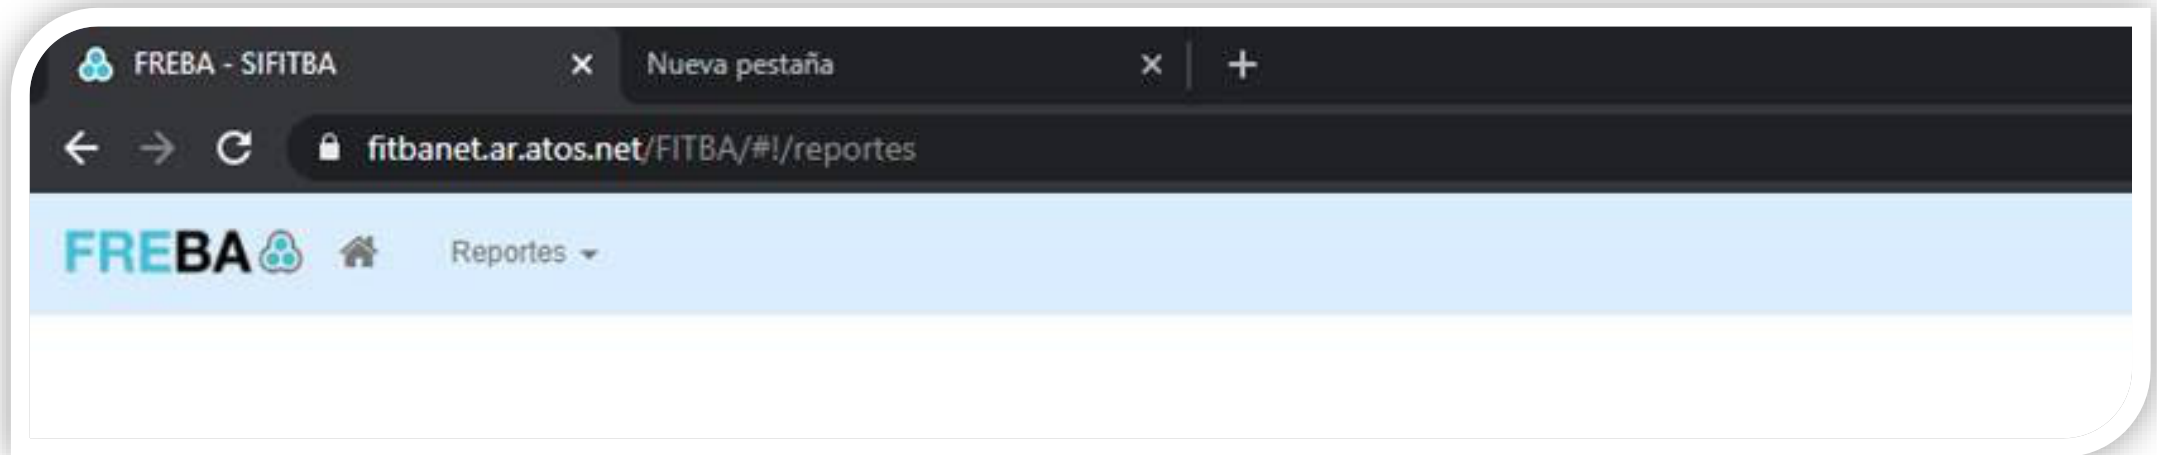 FREBA - SIFITBA
Nueva pestaña
fitbanet.ar.atos.net/FITBA/#!/reportes
FREBA Reportes